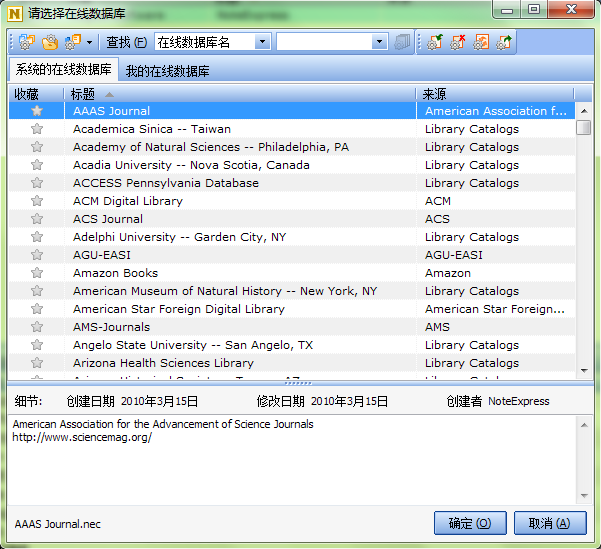 NoteExpress
请选择在线数据库
查找 (F) 在线数据库名
系统的在线数据库 我的在线数据库
收藏 标题 来源
AAAS Journal American Association f...
Academica Sinica -- Taiwan Library Catalogs
Academy of Natural Sciences -- Philadelphia, PA Library Catalogs
Acadia University -- Nova Scotia, Canada Library Catalogs
ACCESS Pennsylvania Database Library Catalogs
ACM Digital Library ACM
ACS Journal ACS
Adelphi University -- Garden City, NY Library Catalogs
AGU-EASI AGU-EASI
Amazon Books Amazon
American Museum of Natural History -- New York, NY Library Catalogs
American Star Foreign Digital Library American Star Foreign...
AMS-Journals AMS
Angelo State University -- San Angelo, TX Library Catalogs
Arizona Health Sciences Library Library Catalogs
细节: 创建日期 2010年3月15日 修改日期 2010年3月15日 创建者 NoteExpress
American Association for the Advancement of Science Journals
http://www.sciencemag.org/
AAAS Journal.nec 确定 (O) 取消 (A)